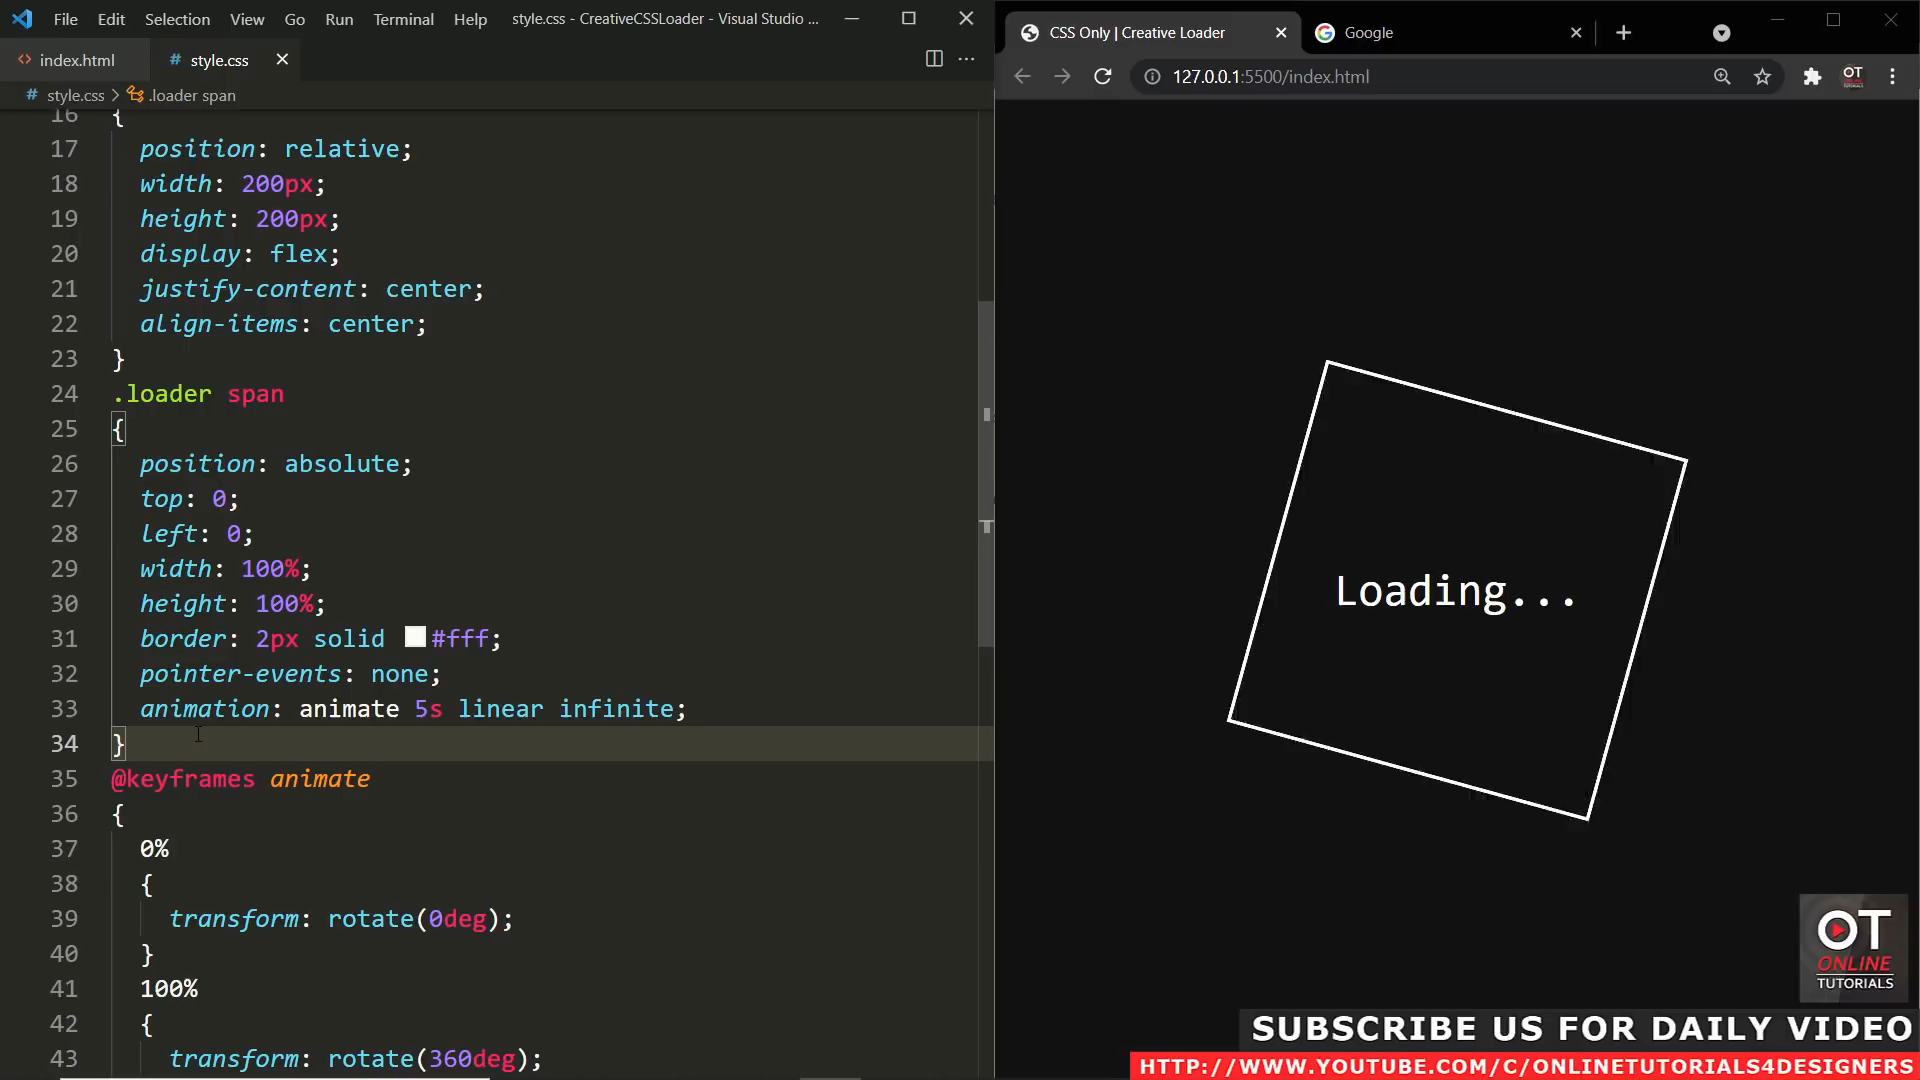 File Edit Selection View Go Run Terminal Help style.css - CreativeCSSLoader - Visual Studio ...
index.html # style.css
# style.css > .loader span
16 {
17 position: relative;
18 width: 200px;
19 height: 200px;
20 display: flex;
21 justify-content: center;
22 align-items: center;
23 }
24 .loader span
25 {
26 position: absolute;
27 top: 0;
28 left: 0;
29 width: 100%;
30 height: 100%;
31 border: 2px solid #fff;
32 pointer-events: none;
33 animation: animate 5s linear infinite;
34 }
35 @keyframes animate
36 {
37 0%
38 {
39 transform: rotate(0deg);
40 }
41 100%
42 {
43 transform: rotate(360deg);
CSS Only | Creative Loader Google
127.0.0.1:5500/index.html
OT
Loading...
OT
ONLINE
TUTORIALS
SUBSCRIBE US FOR DAILY VIDEO
HTTP://WWW.YOUTUBE.COM/C/ONLINETUTORIALS4DESIGNERS